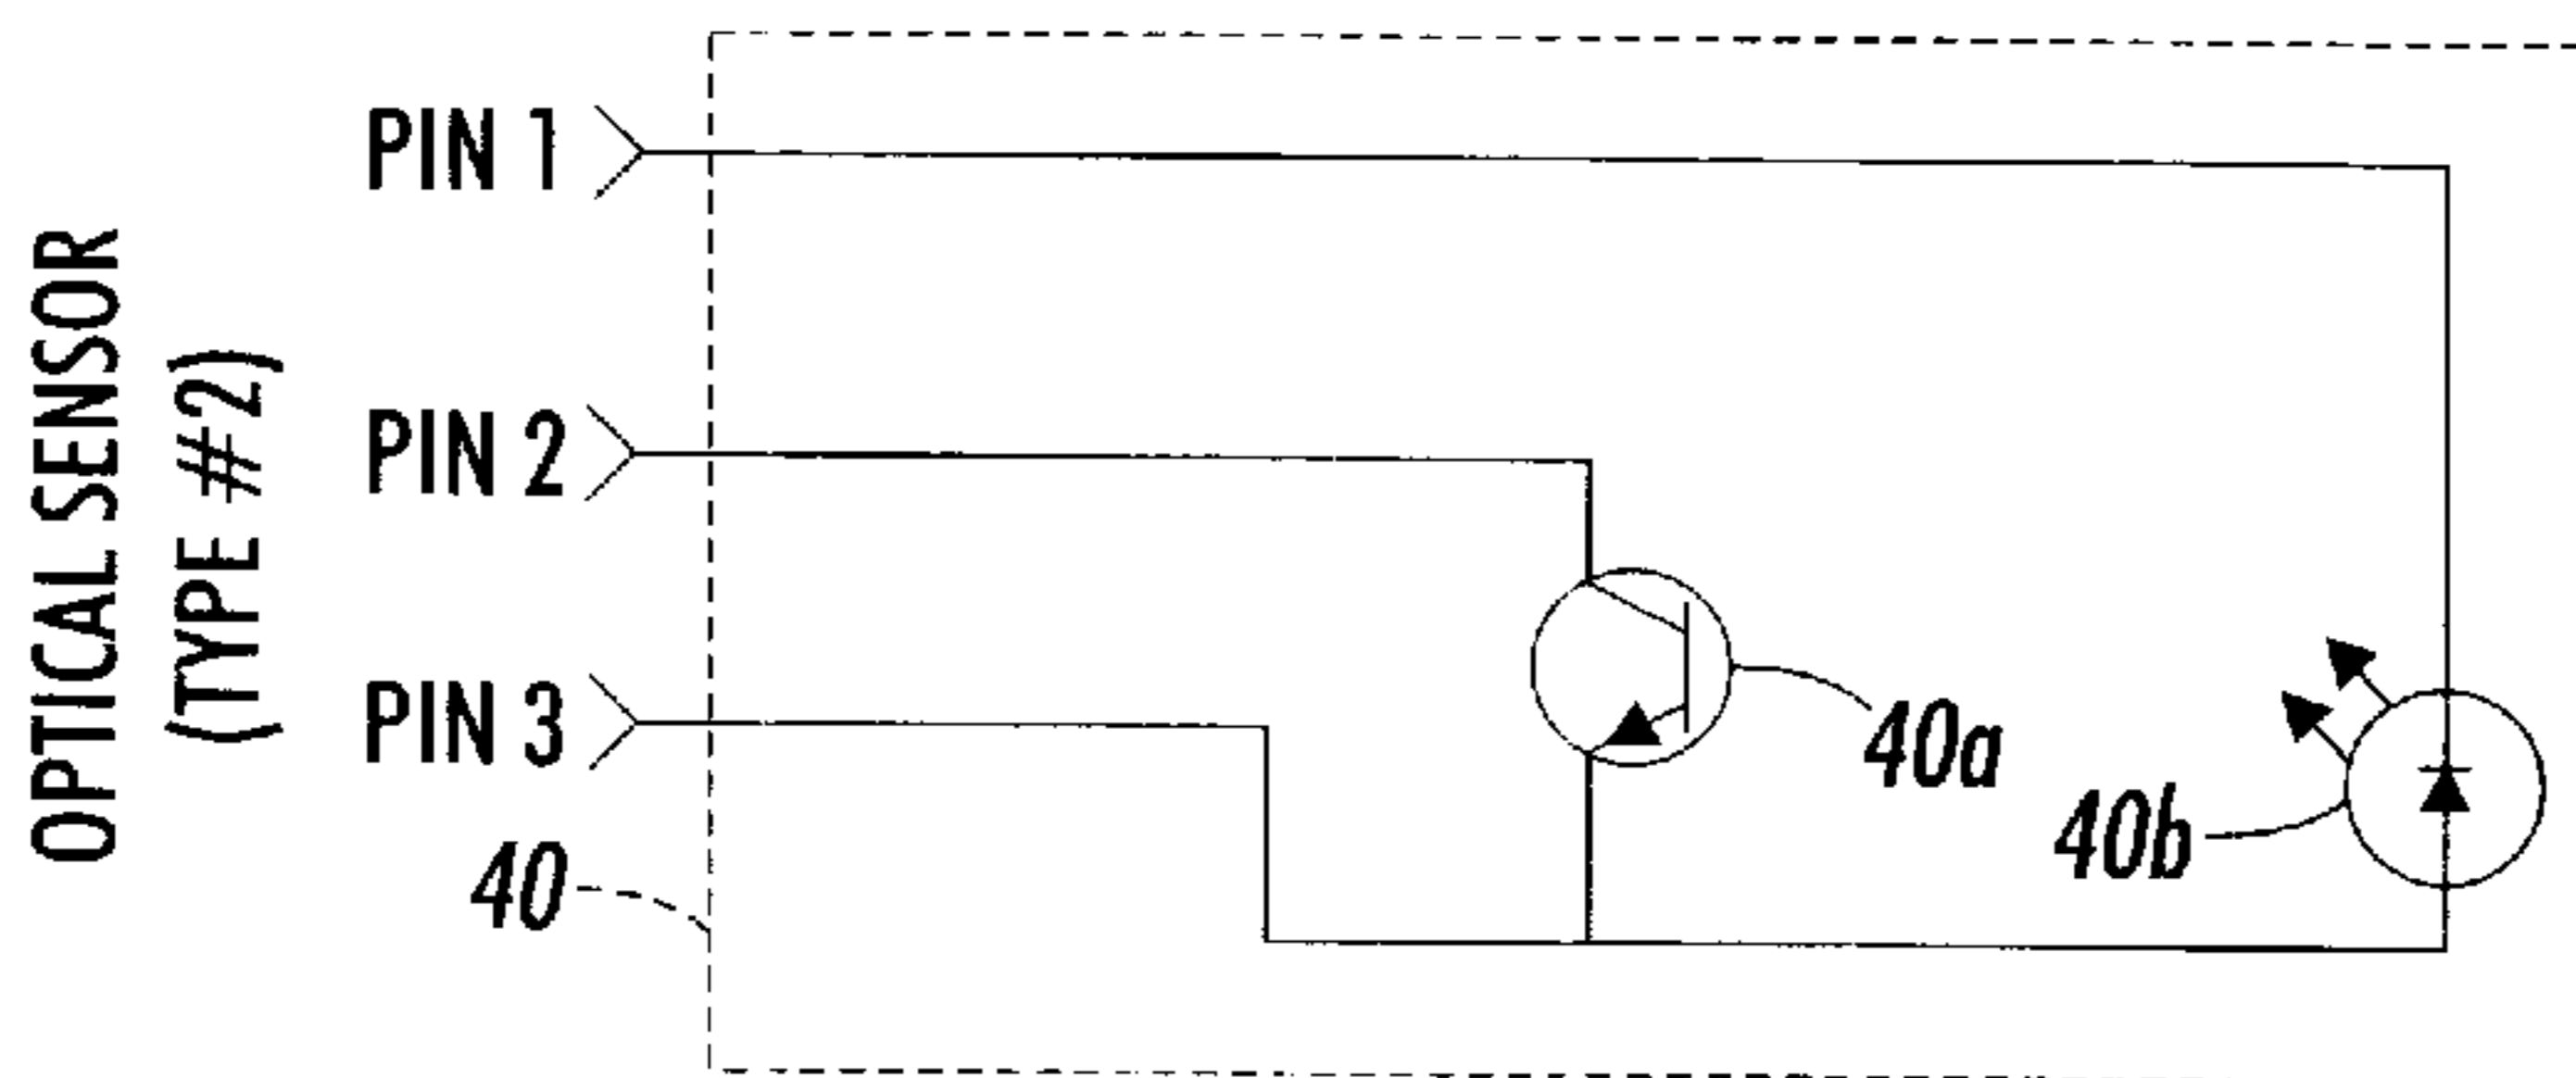 OPTICAL SENSOR
(TYPE #2)
PIN 1
PIN 2
PIN 3
40
40a
40b